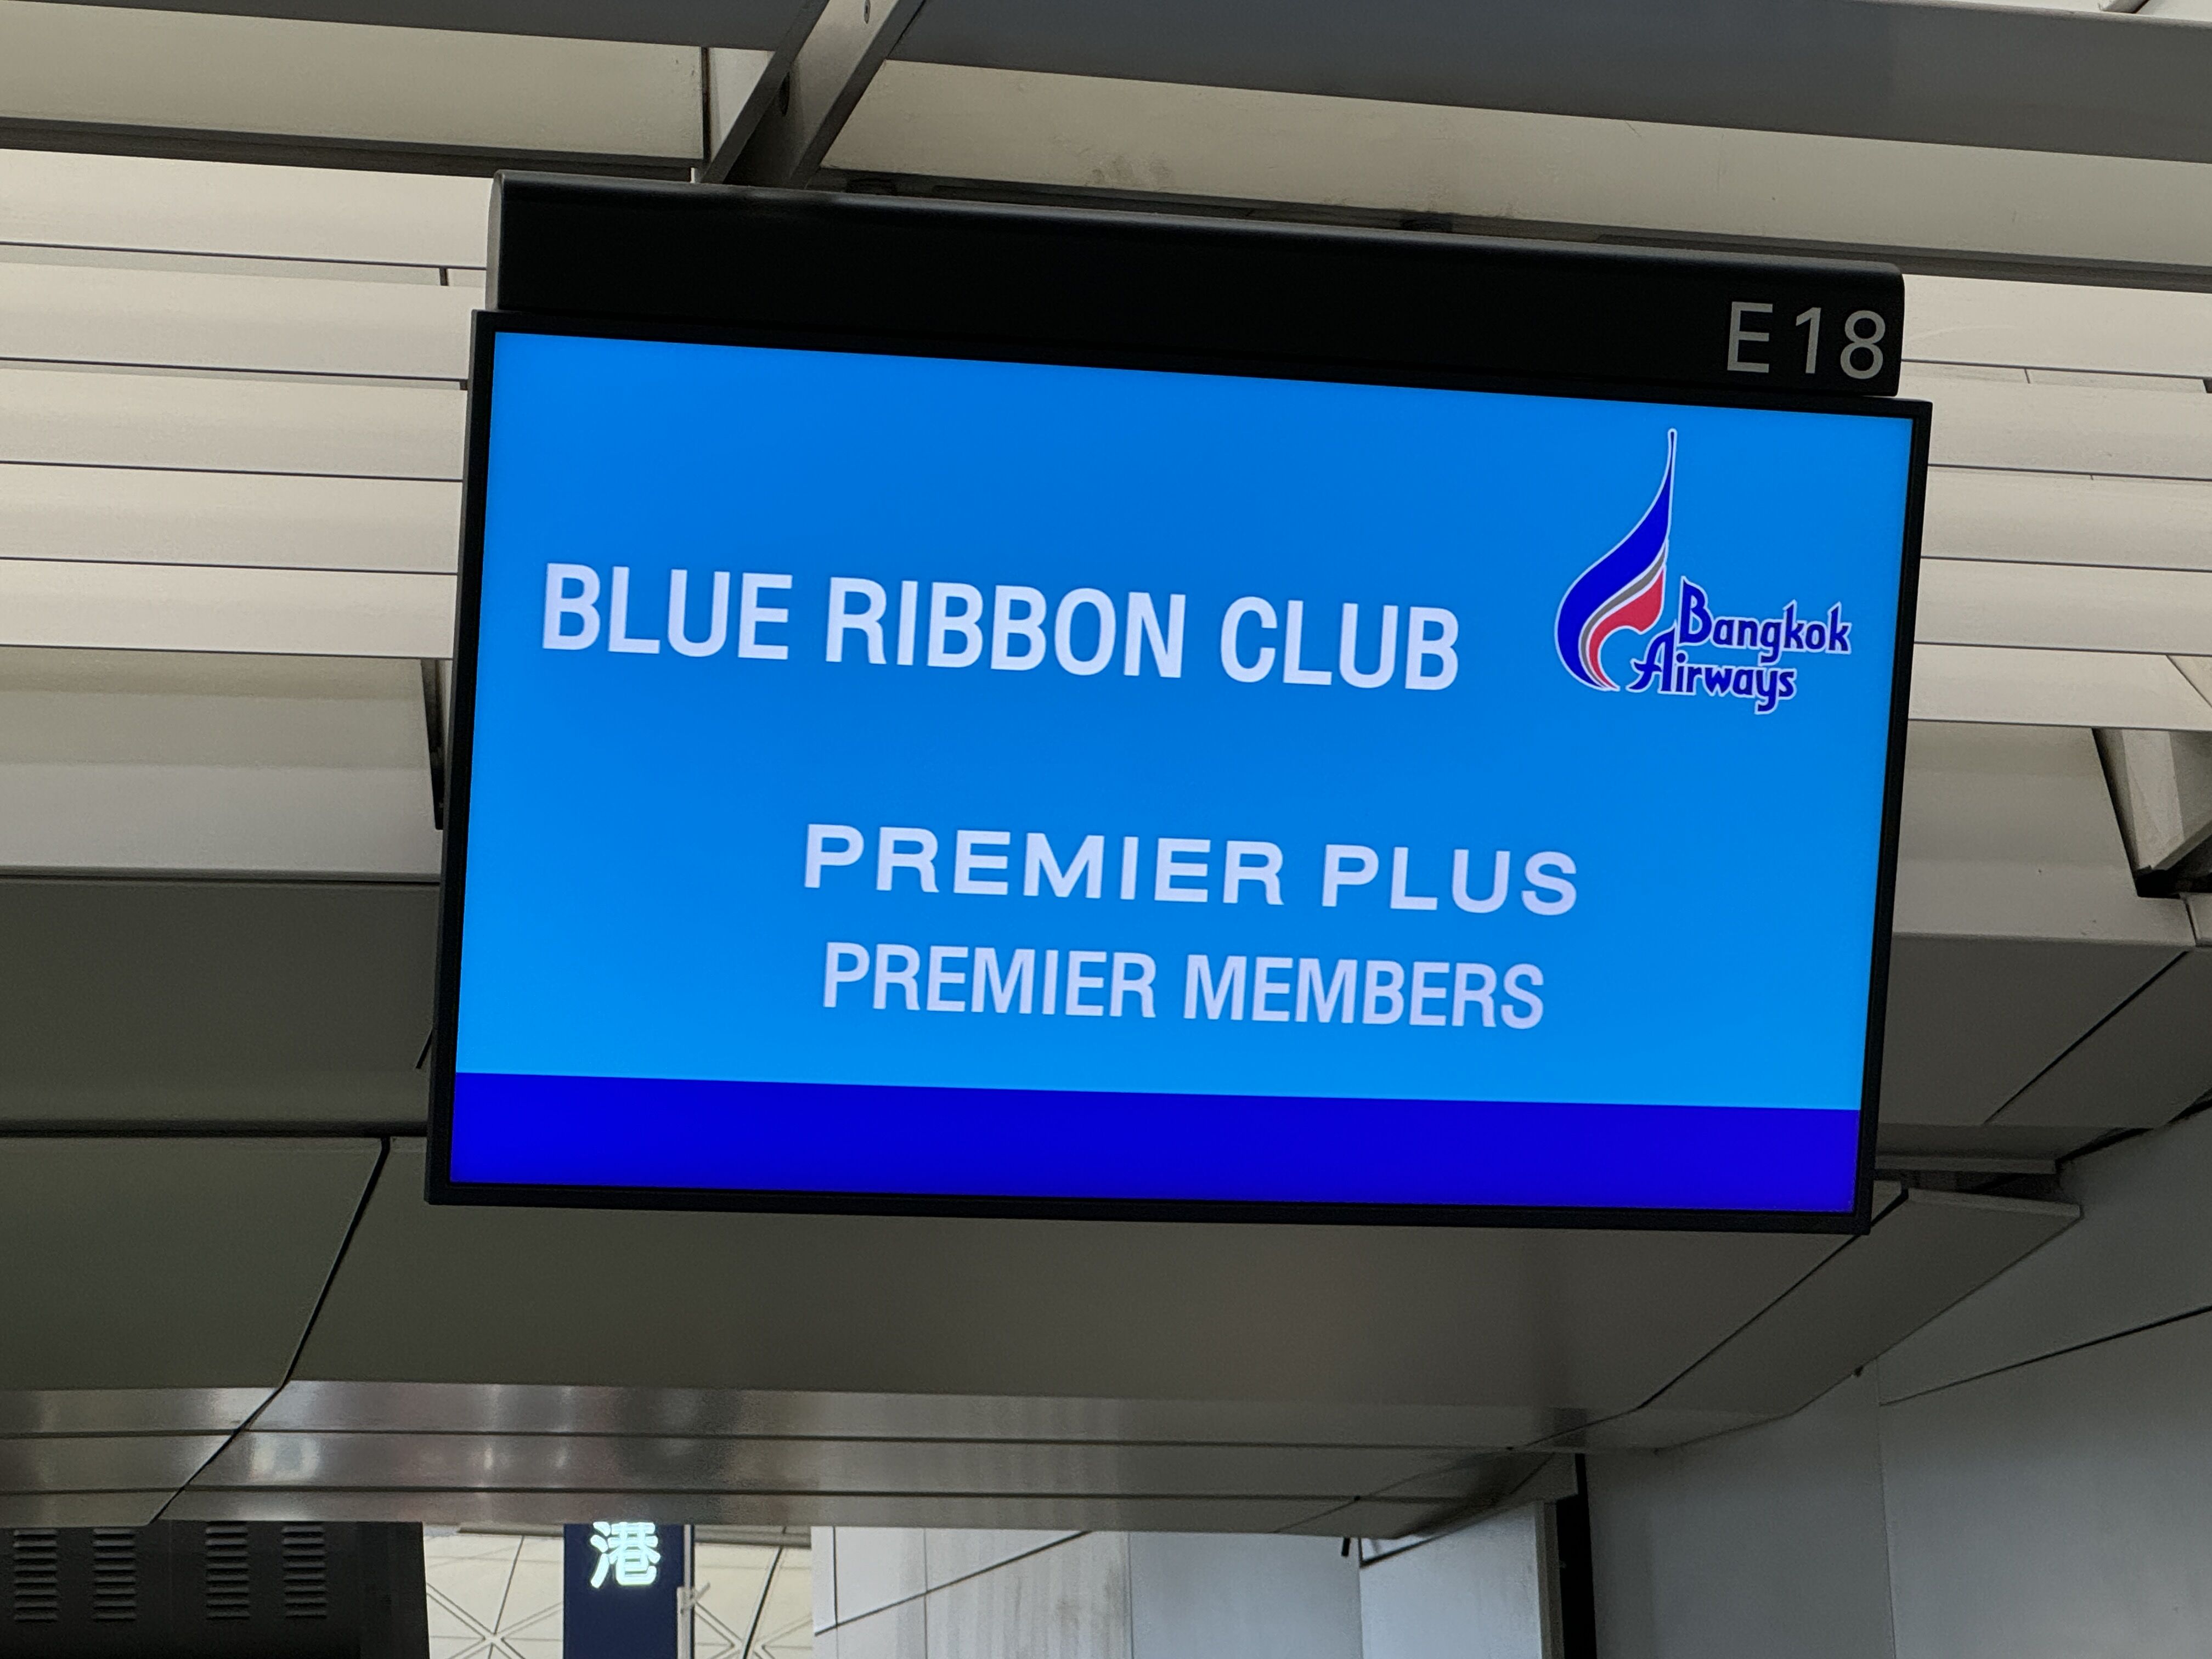 E18
BLUE RIBBON CLUB
Bangkok
Airways
PREMIER PLUS
PREMIER MEMBERS
港